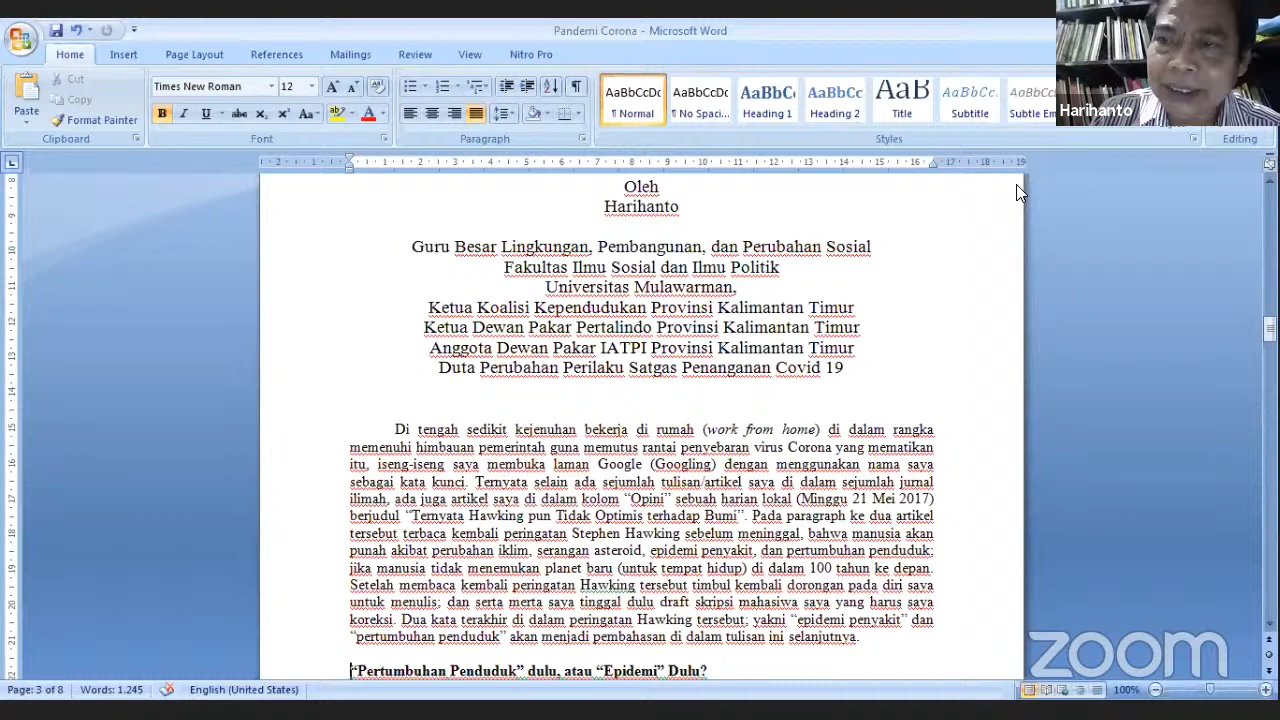 Pandemi Corona - Microsoft Word
Home
Insert
Page Layout
References
Mailings
Review
View
Nitro Pro
Harihanto
Paste
Cut
Copy
Format Painter
Clipboard
Times New Roman
12
Font
Paragraph
AaBbCcDc
¶ Normal
AaBbCcDc
¶ No Spaci...
AaBbCc
Heading 1
AaBbCc
Heading 2
AaB
Title
AaBbCc.
Subtitle
AaBbCc.
Subtle Em
Styles
Editing
Oleh
Harihanto
Guru Besar Lingkungan, Pembangunan, dan Perubahan Sosial
Fakultas Ilmu Sosial dan Ilmu Politik
Universitas Mulawarman,
Ketua Koalisi Kependudukan Provinsi Kalimantan Timur
Ketua Dewan Pakar Pertalindo Provinsi Kalimantan Timur
Anggota Dewan Pakar IATPI Provinsi Kalimantan Timur
Duta Perubahan Perilaku Satgas Penanganan Covid 19
Di tengah sedikit kejenuhan bekerja di rumah (work from home) di dalam rangka
memenuhi himbauan pemerintah guna memutus rantai penyebaran virus Corona yang mematikan
itu, iseng-iseng saya membuka laman Google (Googling) dengan menggunakan nama saya
sebagai kata kunci. Ternyata selain ada sejumlah tulisan/artikel saya di dalam sejumlah jurnal
ilimah, ada juga artikel saya di dalam kolom “Opini” sebuah harian lokal (Minggu 21 Mei 2017)
berjudul “Ternyata Hawking pun Tidak Optimis terhadap Bumi”. Pada paragraph ke dua artikel
tersebut terbaca kembali peringatan Stephen Hawking sebelum meninggal, bahwa manusia akan
punah akibat perubahan iklim, serangan asteroid, epidemi penyakit, dan pertumbuhan penduduk;
jika manusia tidak menemukan planet baru (untuk tempat hidup) di dalam 100 tahun ke depan.
Setelah membaca kembali peringatan Hawking tersebut timbul kembali dorongan pada diri saya
untuk menulis; dan serta merta saya tinggal dulu draft skripsi mahasiwa saya yang harus saya
koreksi. Dua kata terakhir di dalam peringatan Hawking tersebut; yakni “epidemi penyakit” dan
“pertumbuhan penduduk” akan menjadi pembahasan di dalam tulisan ini selanjutnya.
“Pertumbuhan Penduduk” dulu, atau “Epidemi” Dulu?
zoom
Page: 3 of 8
Words: 1.245
English (United States)
100%